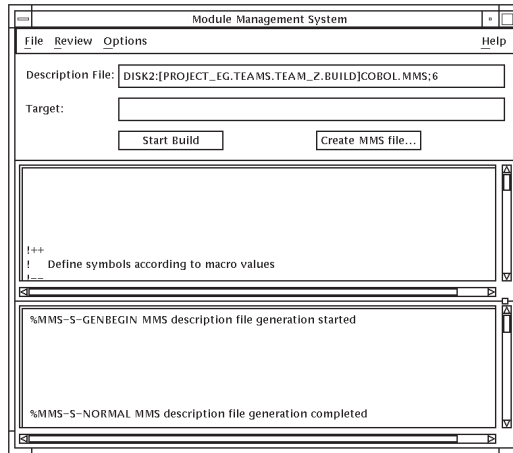 Module Management System
File Review Options Help
Description File: DISK2:[PROJECT_EG.TEAMS.TEAM_Z.BUILD]COBOL.MMS;6
Target:
Start Build Create MMS file...
!++
! Define symbols according to macro values
!--
%MMS-S-GENBEGIN MMS description file generation started
%MMS-S-NORMAL MMS description file generation completed